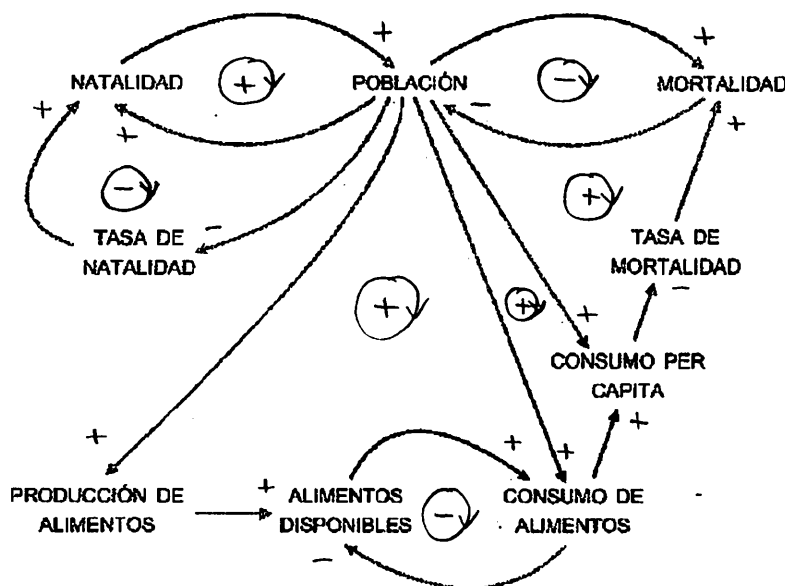 + + +
NATALIDAD + POBLACIÓN - MORTALIDAD
+ + - +
- +
TASA DE
NATALIDAD -
TASA DE
MORTALIDAD -
+ + +
CONSUMO PER
CAPITA
+
+ + + +
PRODUCCIÓN DE
ALIMENTOS
+ ALIMENTOS
DISPONIBLES
-
-
CONSUMO DE
ALIMENTOS